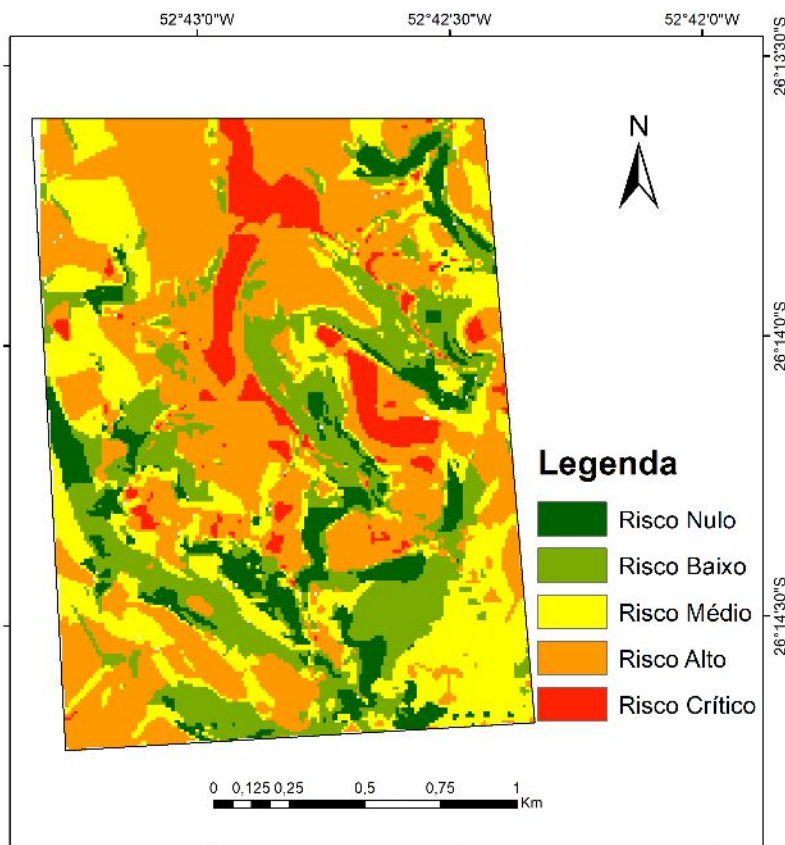 52°43'0"W
52°42'30"W
52°42'0"W
26°13'30"S
N
26°14'0"S
Legenda
Risco Nulo
Risco Baixo
Risco Médio
26°14'30"S
Risco Alto
Risco Crítico
0 0,125 0,25 0,5 0,75 1
Km